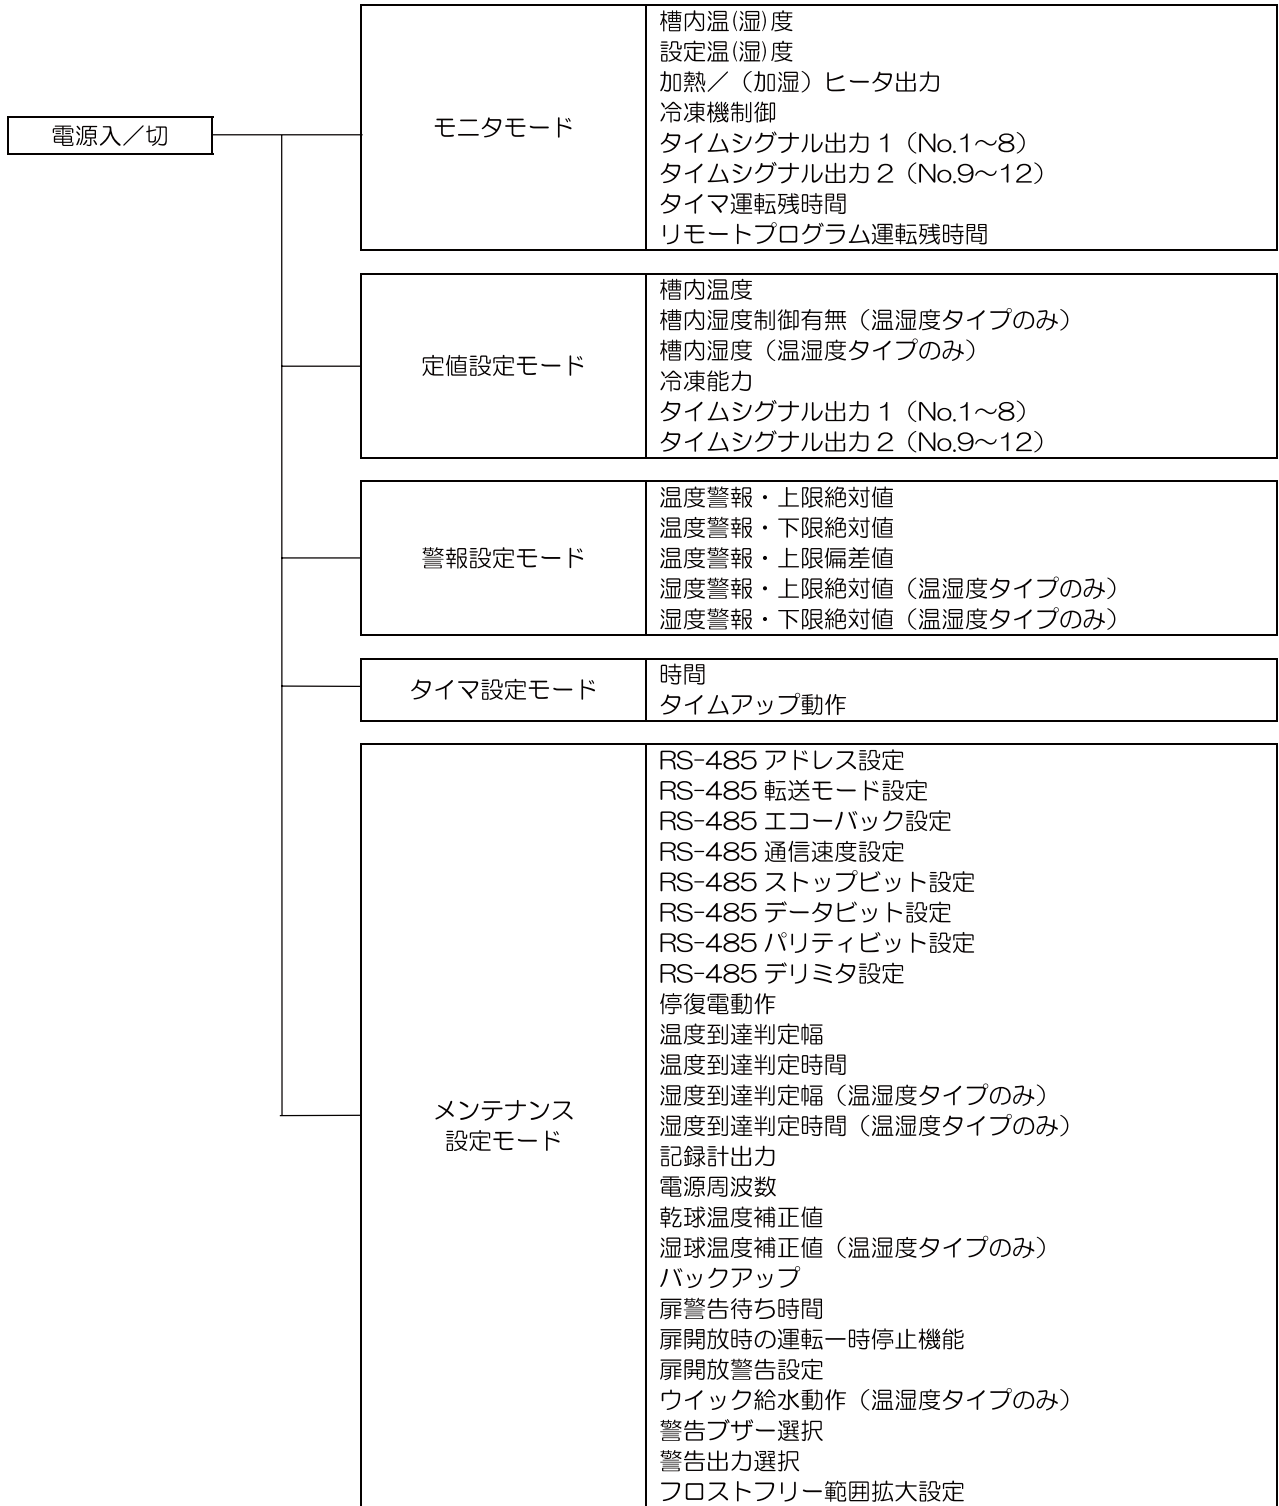 電源入／切
モニタモード
槽内温(湿)度
設定温(湿)度
加熱／（加湿）ヒータ出力
冷凍機制御
タイムシグナル出力 1（No.1～8）
タイムシグナル出力 2（No.9～12）
タイマ運転残時間
リモートプログラム運転残時間
定値設定モード
槽内温度
槽内湿度制御有無（温湿度タイプのみ）
槽内湿度（温湿度タイプのみ）
冷凍能力
タイムシグナル出力 1（No.1～8）
タイムシグナル出力 2（No.9～12）
警報設定モード
温度警報・上限絶対値
温度警報・下限絶対値
温度警報・上限偏差値
湿度警報・上限絶対値（温湿度タイプのみ）
湿度警報・下限絶対値（温湿度タイプのみ）
タイマ設定モード
時間
タイムアップ動作
メンテナンス
設定モード
RS-485 アドレス設定
RS-485 転送モード設定
RS-485 エコーバック設定
RS-485 通信速度設定
RS-485 ストップビット設定
RS-485 データビット設定
RS-485 パリティビット設定
RS-485 デリミタ設定
停復電動作
温度到達判定幅
温度到達判定時間
湿度到達判定幅（温湿度タイプのみ）
湿度到達判定時間（温湿度タイプのみ）
記録計出力
電源周波数
乾球温度補正値
湿球温度補正値（温湿度タイプのみ）
バックアップ
扉警告待ち時間
扉開放時の運転一時停止機能
扉開放警告設定
ウイック給水動作（温湿度タイプのみ）
警告ブザー選択
警告出力選択
フロストフリー範囲拡大設定